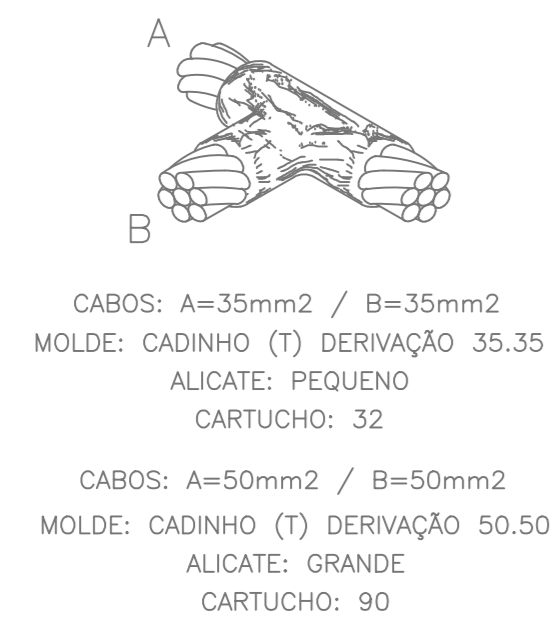 A
B
CABOS: A=35mm2 / B=35mm2
MOLDE: CADINHO (T) DERIVAÇÃO 35.35
ALICATE: PEQUENO
CARTUCHO: 32
CABOS: A=50mm2 / B=50mm2
MOLDE: CADINHO (T) DERIVAÇÃO 50.50
ALICATE: GRANDE
CARTUCHO: 90